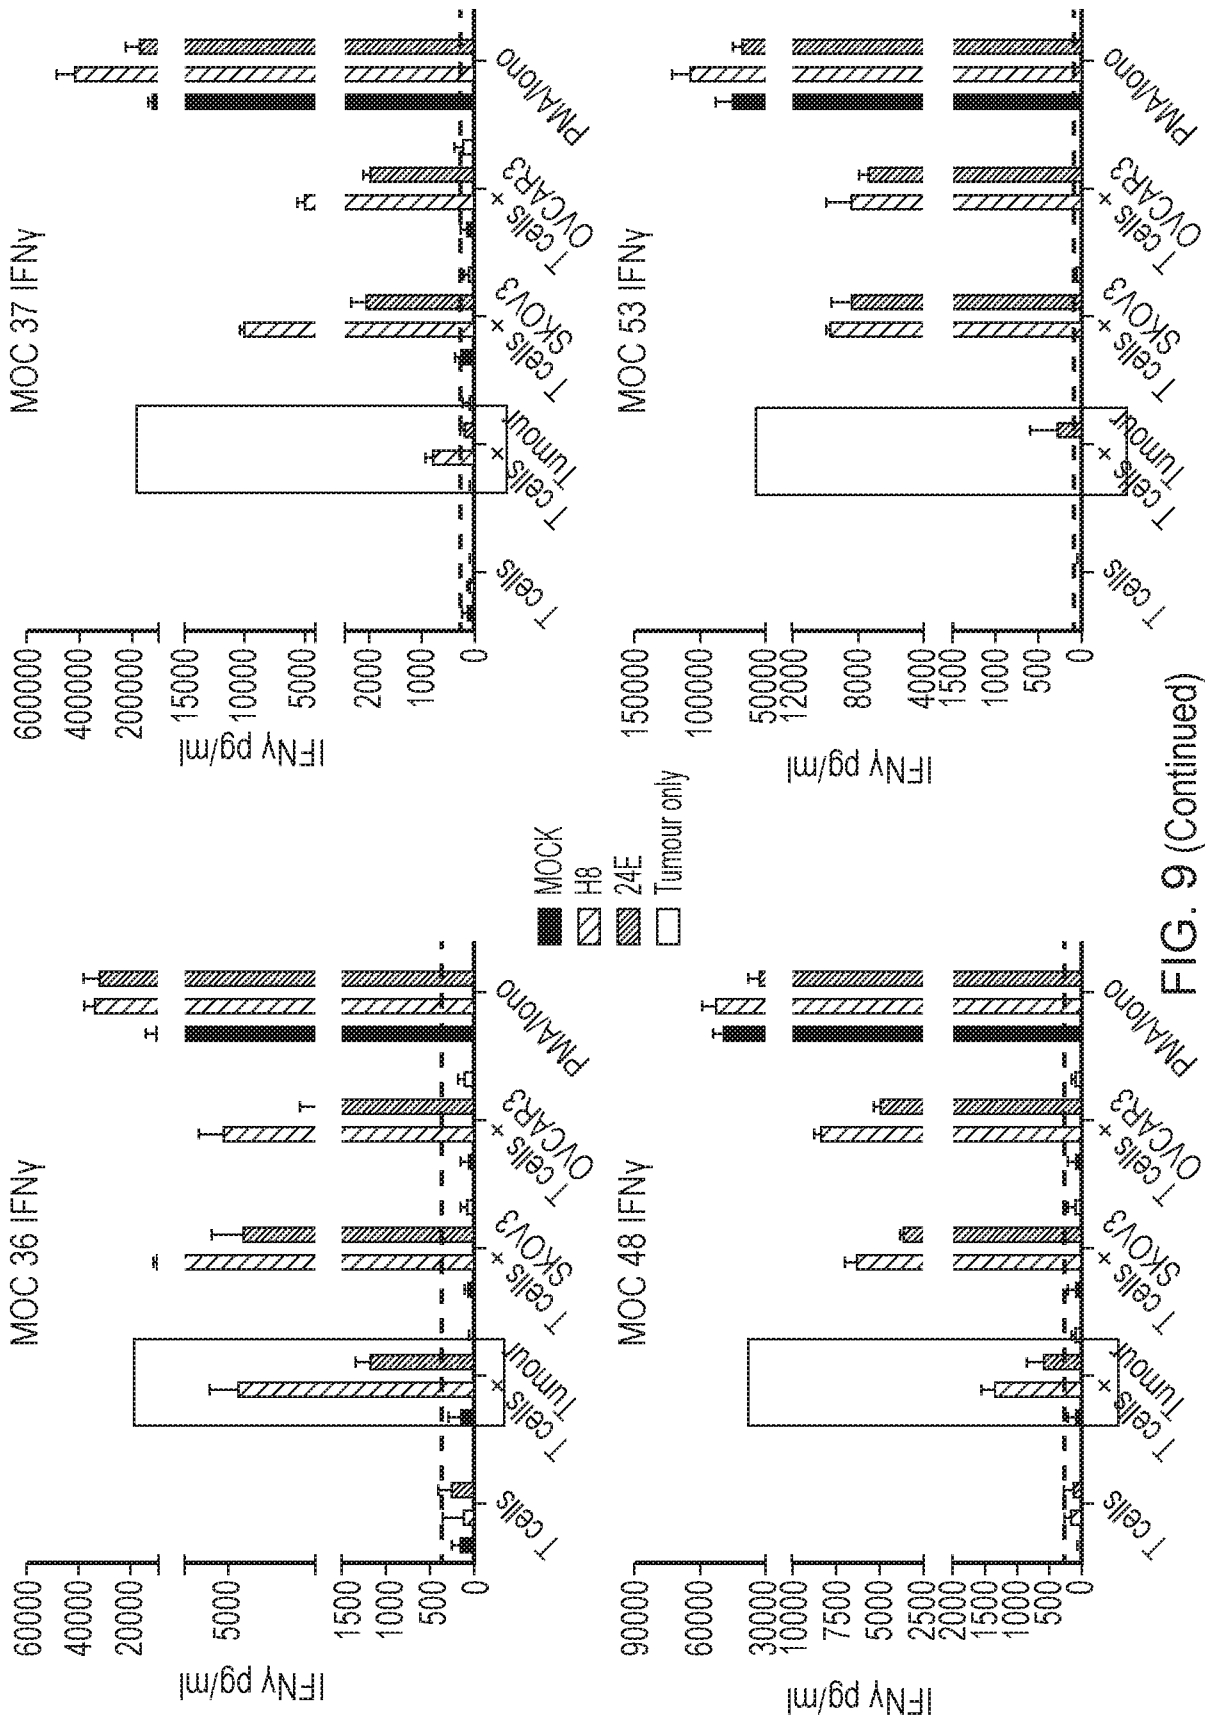 MOC 36 IFNγ
IFNγ pg/ml
60000
40000
20000
5000
1500
1000
500
0
T cells
T cells
+
Tumour
T cells
+
SKOV3
T cells
+
OVCAR3
PMA/Iono
MOC 37 IFNγ
IFNγ pg/ml
600000
400000
200000
15000
10000
5000
2000
1000
0
T cells
T cells
+
Tumour
T cells
+
SKOV3
T cells
+
OVCAR3
PMA/Iono
MOCK
H8
24E
Tumour only
MOC 48 IFNγ
IFNγ pg/ml
90000
60000
30000
10000
7500
5000
2500
2000
1500
1000
500
0
T cells
T cells
+
Tumour
T cells
+
SKOV3
T cells
+
OVCAR3
PMA/Iono
MOC 53 IFNγ
IFNγ pg/ml
150000
100000
50000
12000
8000
4000
1500
1000
500
0
T cells
T cells
+
Tumour
T cells
+
SKOV3
T cells
+
OVCAR3
PMA/Iono
FIG. 9 (Continued)